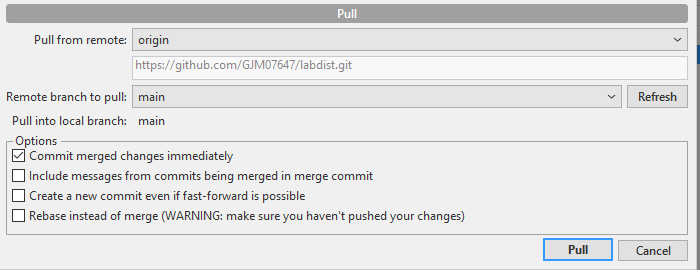 Pull
Pull from remote: origin
https://github.com/GJM07647/labdist.git
Remote branch to pull: main Refresh
Pull into local branch: main
Options
Commit merged changes immediately
Include messages from commits being merged in merge commit
Create a new commit even if fast-forward is possible
Rebase instead of merge (WARNING: make sure you haven't pushed your changes)
Pull Cancel